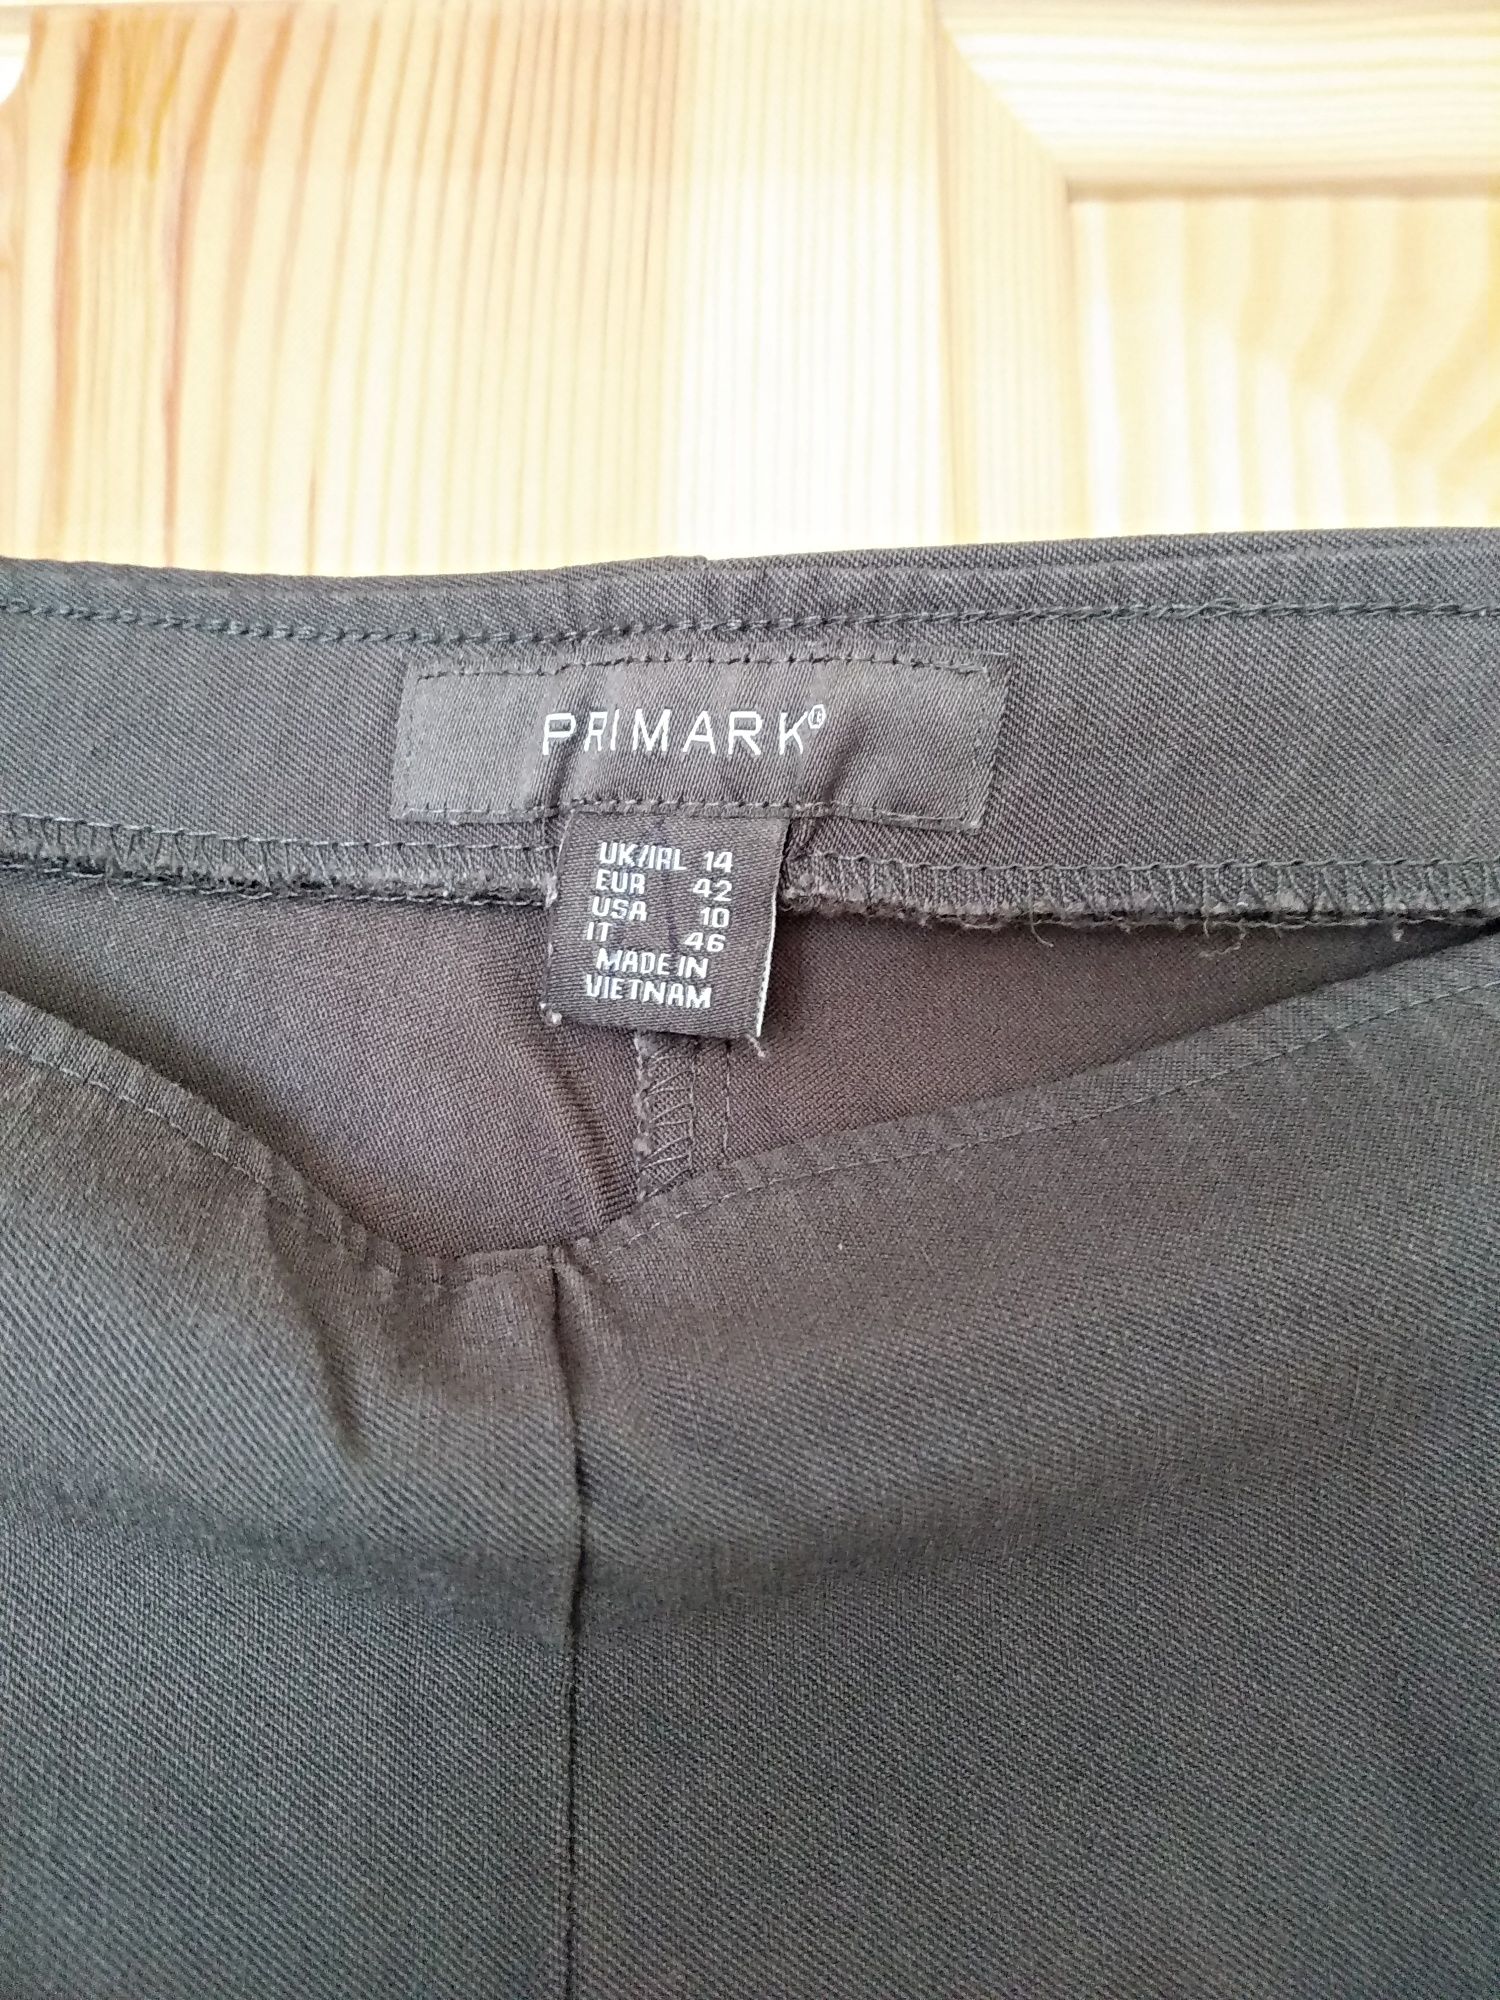 PRIMARK®
UK/IRL 14
EUR 42
USA 10
IT 46
MADE IN
VIETNAM